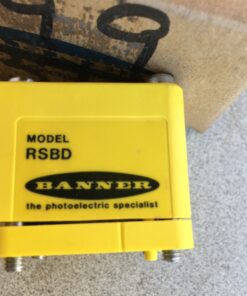 MODEL
RSBD
BANNER
the photoelectric specialist